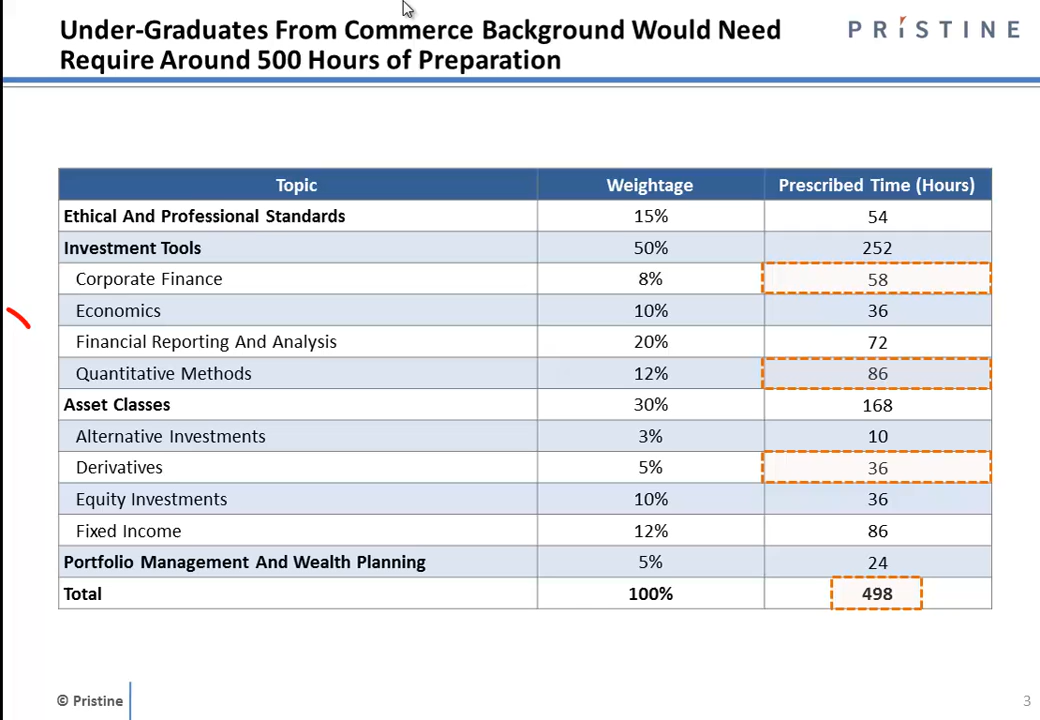 Under-Graduates From Commerce Background Would Need
Require Around 500 Hours of Preparation
PRISTINE
Topic Weightage Prescribed Time (Hours)
Ethical And Professional Standards 15% 54
Investment Tools 50% 252
Corporate Finance 8% 58
Economics 10% 36
Financial Reporting And Analysis 20% 72
Quantitative Methods 12% 86
Asset Classes 30% 168
Alternative Investments 3% 10
Derivatives 5% 36
Equity Investments 10% 36
Fixed Income 12% 86
Portfolio Management And Wealth Planning 5% 24
Total 100% 498
© Pristine
3